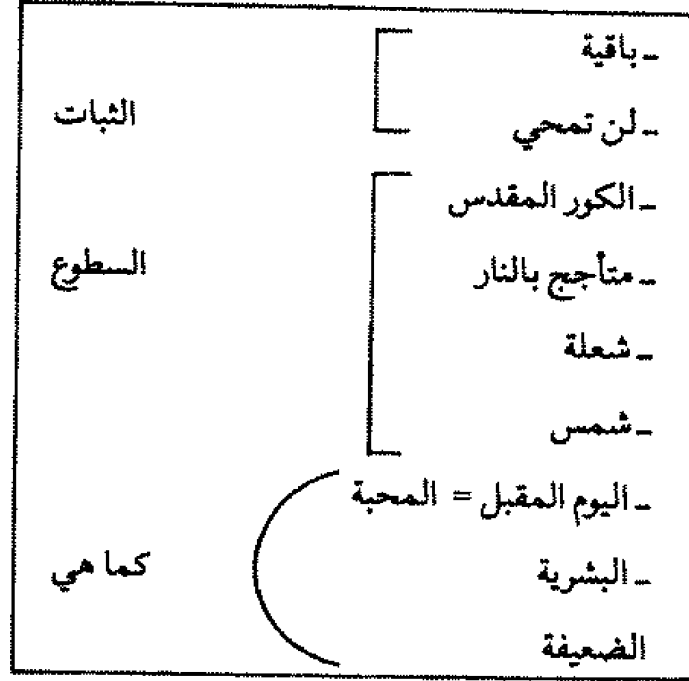 - باقية
- لن تمحي
الثبات
- الكور المقدس
- متأجج بالنار
السطوع
- شعلة
- شمس
- اليوم المقبل = المحبة
- البشرية
كما هي
الضعيفة